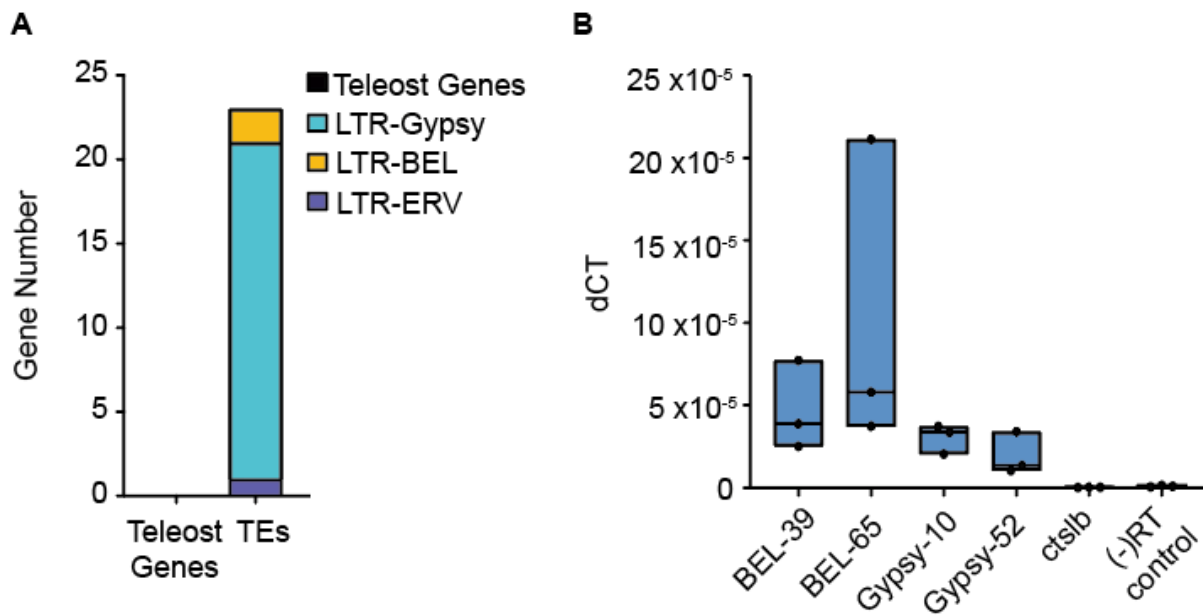 A
Gene Number
25
20
15
10
5
0
Teleost
Genes
TEs
Teleost Genes
LTR-Gypsy
LTR-BEL
LTR-ERV
B
dCT
25 x10⁻⁵
20 x10⁻⁵
15 x10⁻⁵
10 x10⁻⁵
5 x10⁻⁵
0
BEL-39
BEL-65
Gypsy-10
Gypsy-52
ctslb
(-)RT
control